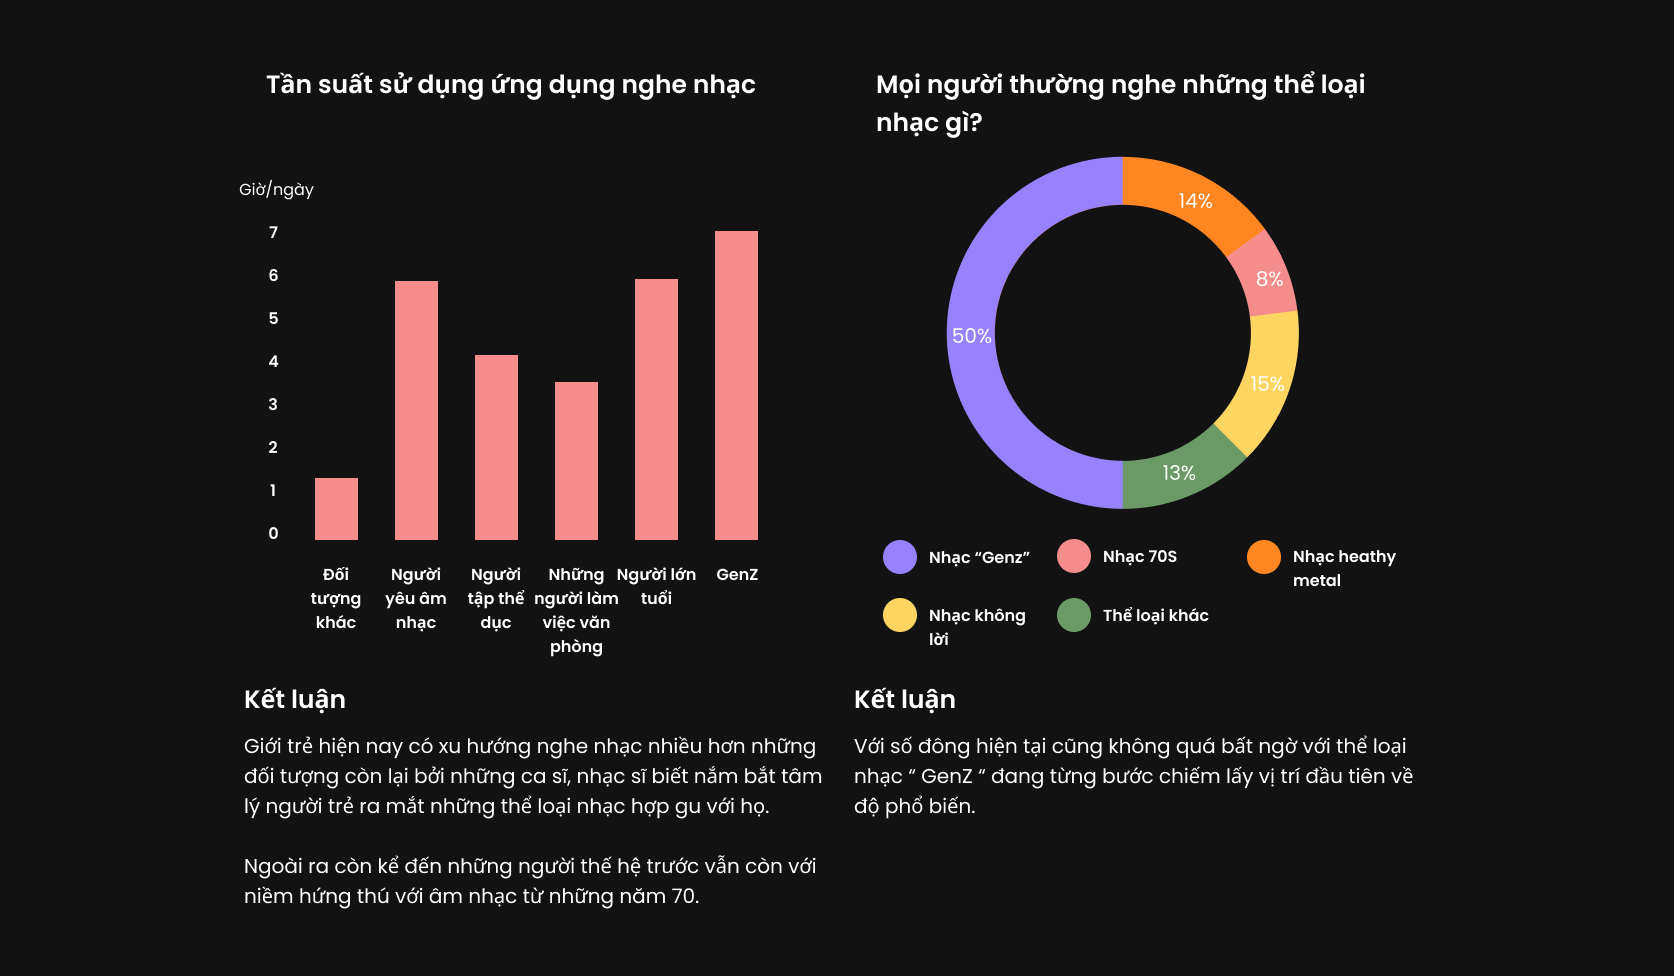 Tần suất sử dụng ứng dụng nghe nhạc
Giờ/ngày
7
6
5
4
3
2
1
0
Đối
tượng
khác
Người
yêu âm
nhạc
Người
tập thể
dục
Những
người làm
việc văn
phòng
Người lớn
tuổi
GenZ
Kết luận
Giới trẻ hiện nay có xu hướng nghe nhạc nhiều hơn những
đối tượng còn lại bởi những ca sĩ, nhạc sĩ biết nắm bắt tâm
lý người trẻ ra mắt những thể loại nhạc hợp gu với họ.
Ngoài ra còn kể đến những người thế hệ trước vẫn còn với
niềm hứng thú với âm nhạc từ những năm 70.
Mọi người thường nghe những thể loại
nhạc gì?
14%
8%
50%
15%
13%
Nhạc “Genz”
Nhạc 70S
Nhạc heathy
metal
Nhạc không
lời
Thể loại khác
Kết luận
Với số đông hiện tại cũng không quá bất ngờ với thể loại
nhạc “ GenZ “ đang từng bước chiếm lấy vị trí đầu tiên về
độ phổ biến.